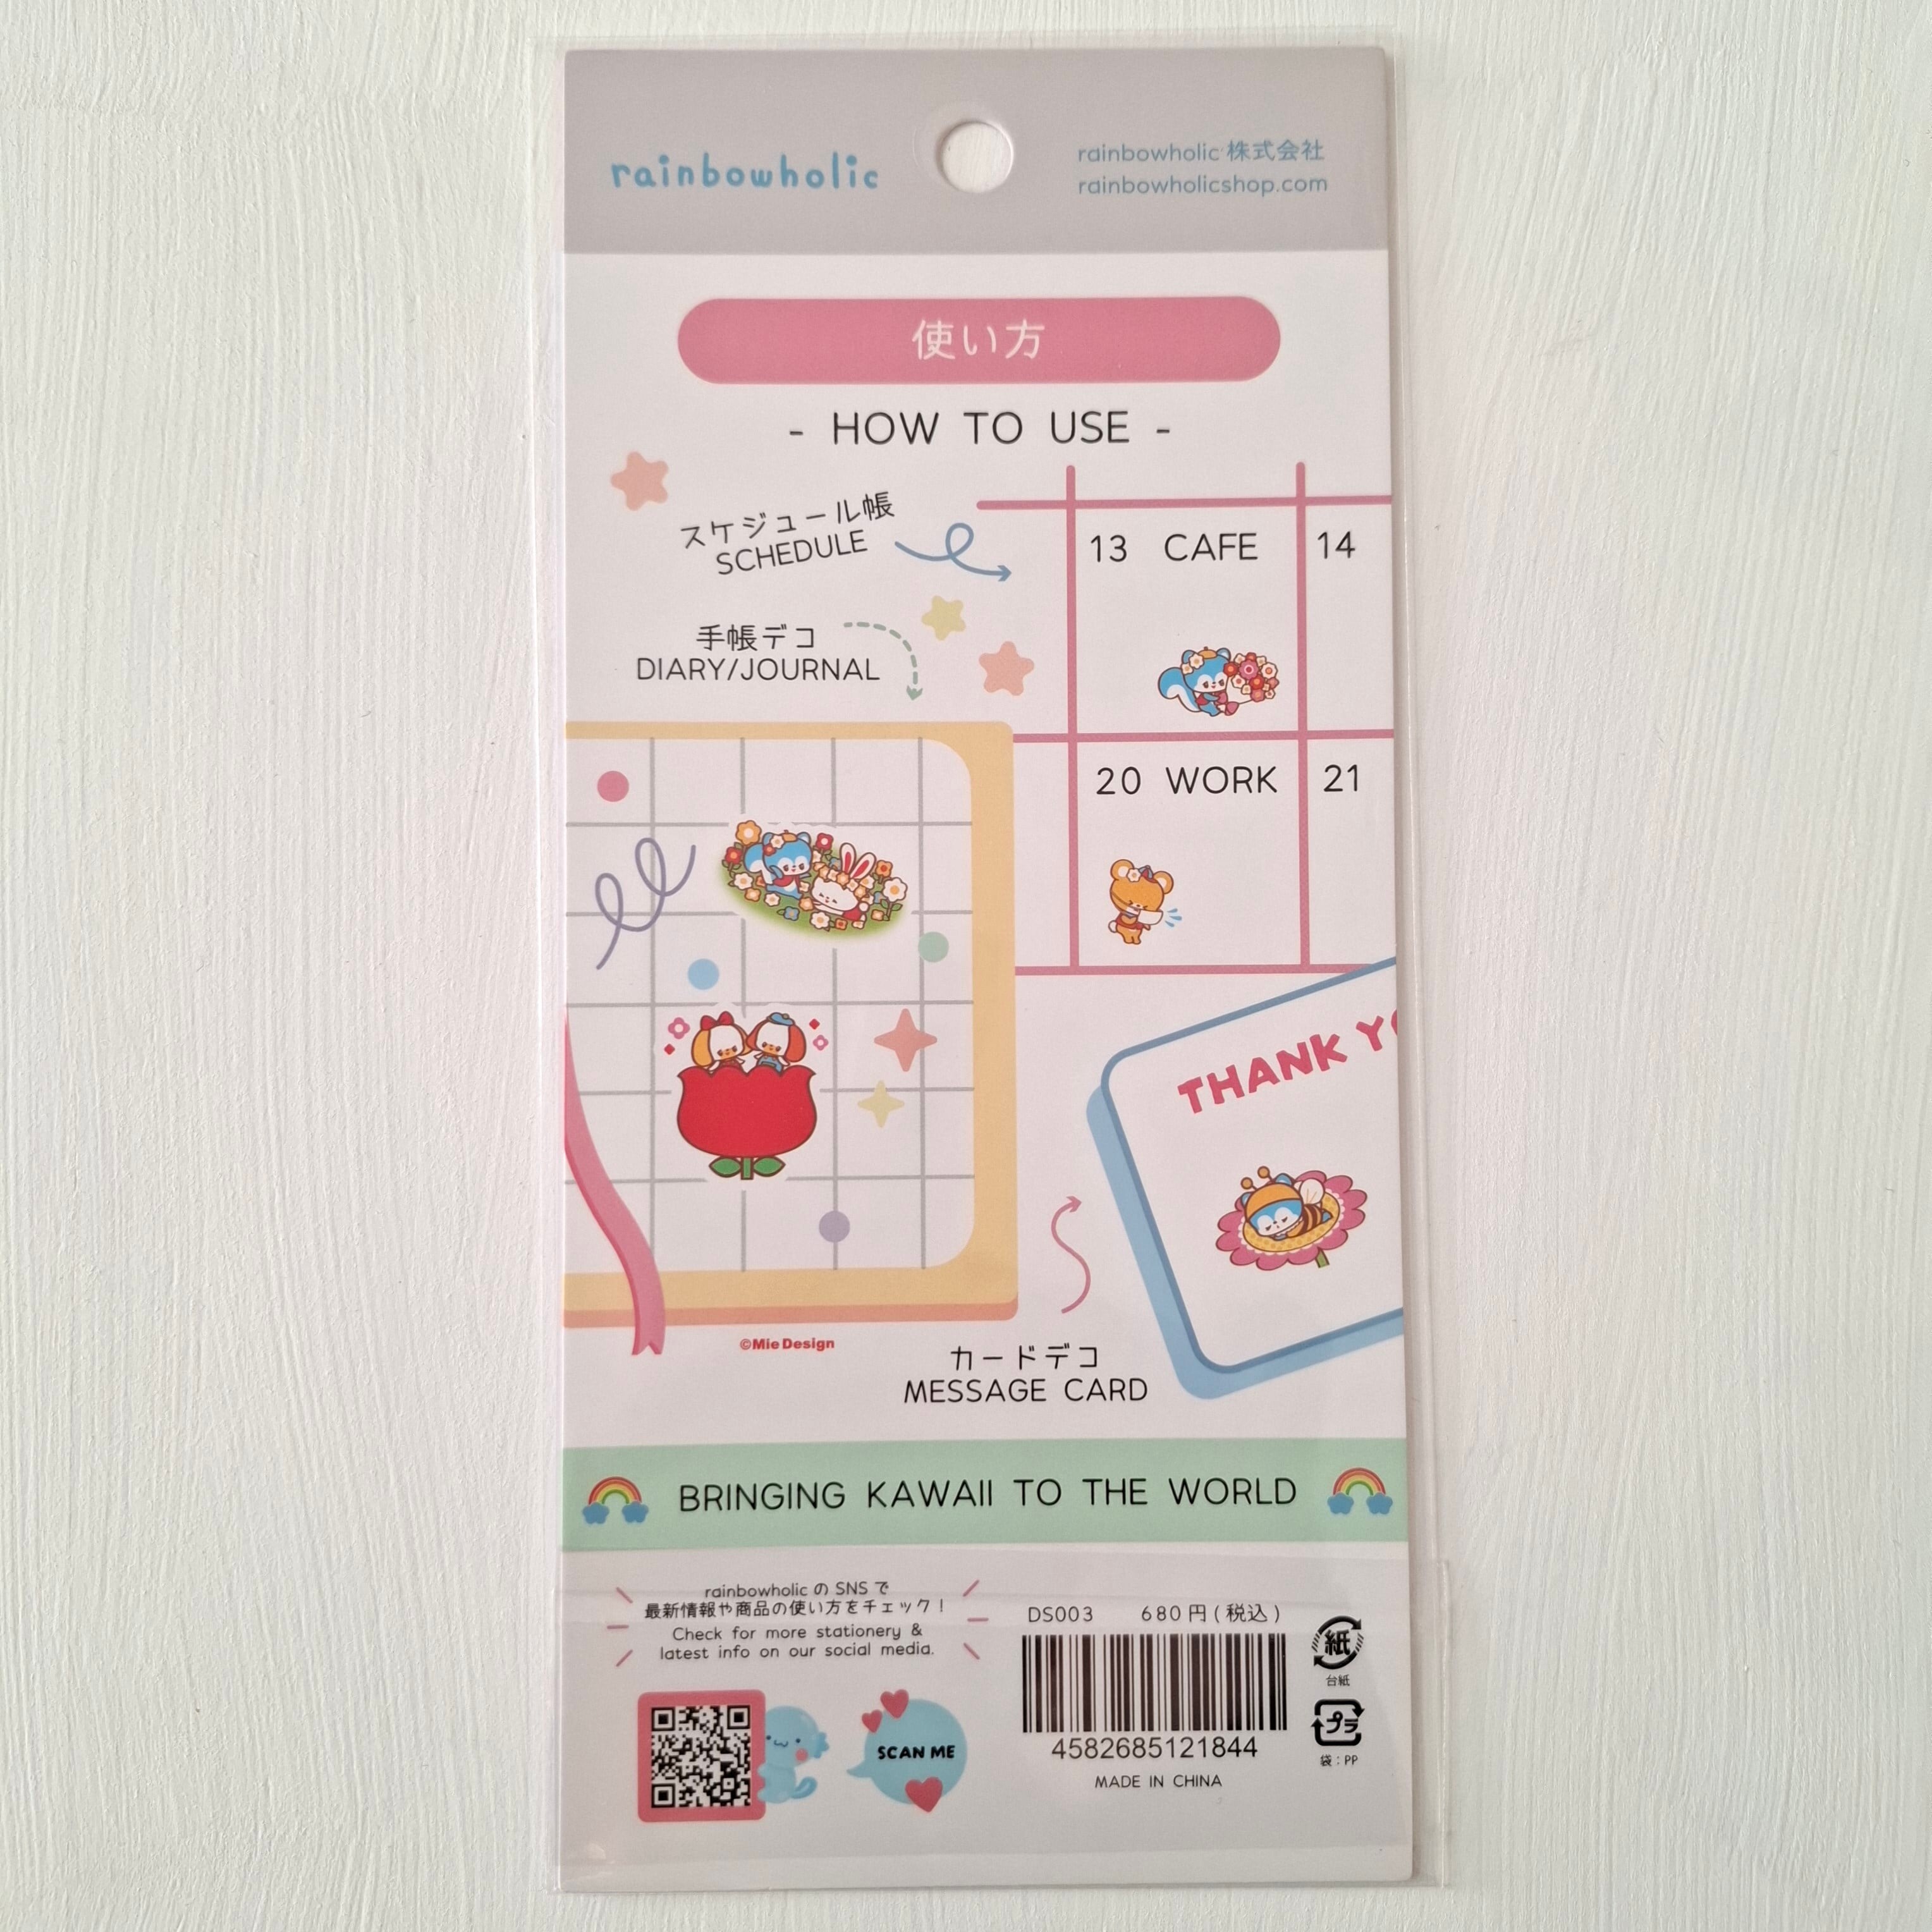 rainbowholic
rainbowholic 株式会社
rainbowholicshop.com
使い方
- HOW TO USE -
スケジュール帳
SCHEDULE
13 CAFE 14
手帳デコ
DIARY/JOURNAL
20 WORK 21
THANK YO
©Mie Design
カードデコ
MESSAGE CARD
BRINGING KAWAII TO THE WORLD
rainbowholic の SNS で
最新情報や商品の使い方をチェック！
Check for more stationery &
latest info on our social media.
SCAN ME
DS003 680円(税込)
4582685121844
MADE IN CHINA
紙
台紙
プラ
袋：PP